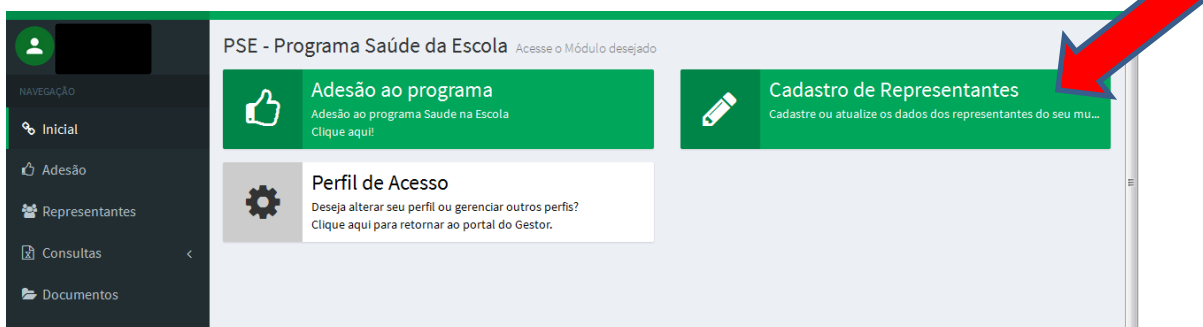 NAVEGAÇÃO
Inicial
Adesão
Representantes
Consultas
Documentos
PSE - Programa Saúde da Escola Acesse o Módulo desejado
Adesão ao programa
Adesão ao programa Saude na Escola
Clique aqui!
Cadastro de Representantes
Cadastre ou atualize os dados dos representantes do seu mu...
Perfil de Acesso
Deseja alterar seu perfil ou gerenciar outros perfis?
Clique aqui para retornar ao portal do Gestor.